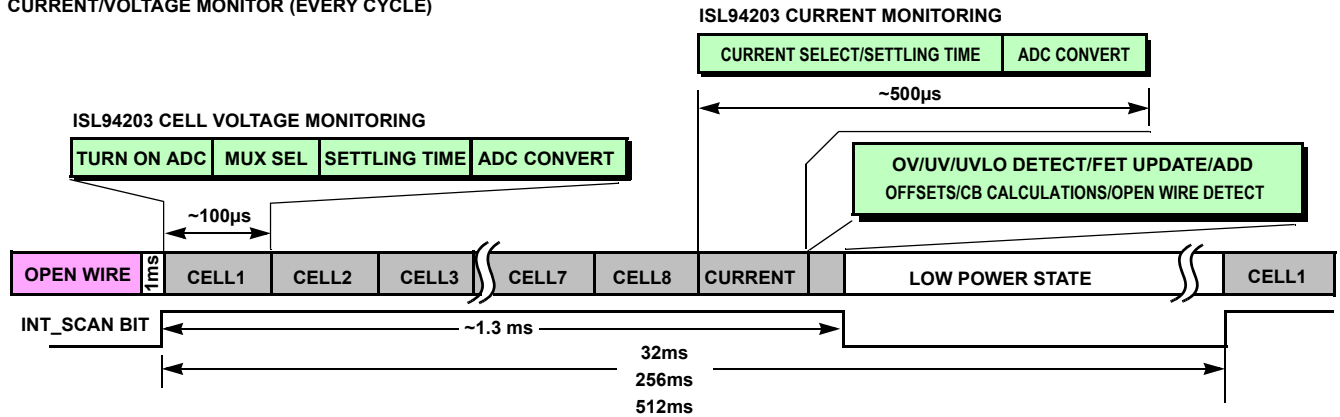 CURRENT/VOLTAGE MONITOR (EVERY CYCLE)
ISL94203 CURRENT MONITORING
CURRENT SELECT/SETTLING TIME ADC CONVERT
~500µs
ISL94203 CELL VOLTAGE MONITORING
TURN ON ADC MUX SEL SETTLING TIME ADC CONVERT
OV/UV/UVLO DETECT/FET UPDATE/ADD
OFFSETS/CB CALCULATIONS/OPEN WIRE DETECT
~100µs
OPEN WIRE 1ms CELL1 CELL2 CELL3 CELL7 CELL8 CURRENT LOW POWER STATE CELL1
INT_SCAN BIT
~1.3 ms
32ms
256ms
512ms